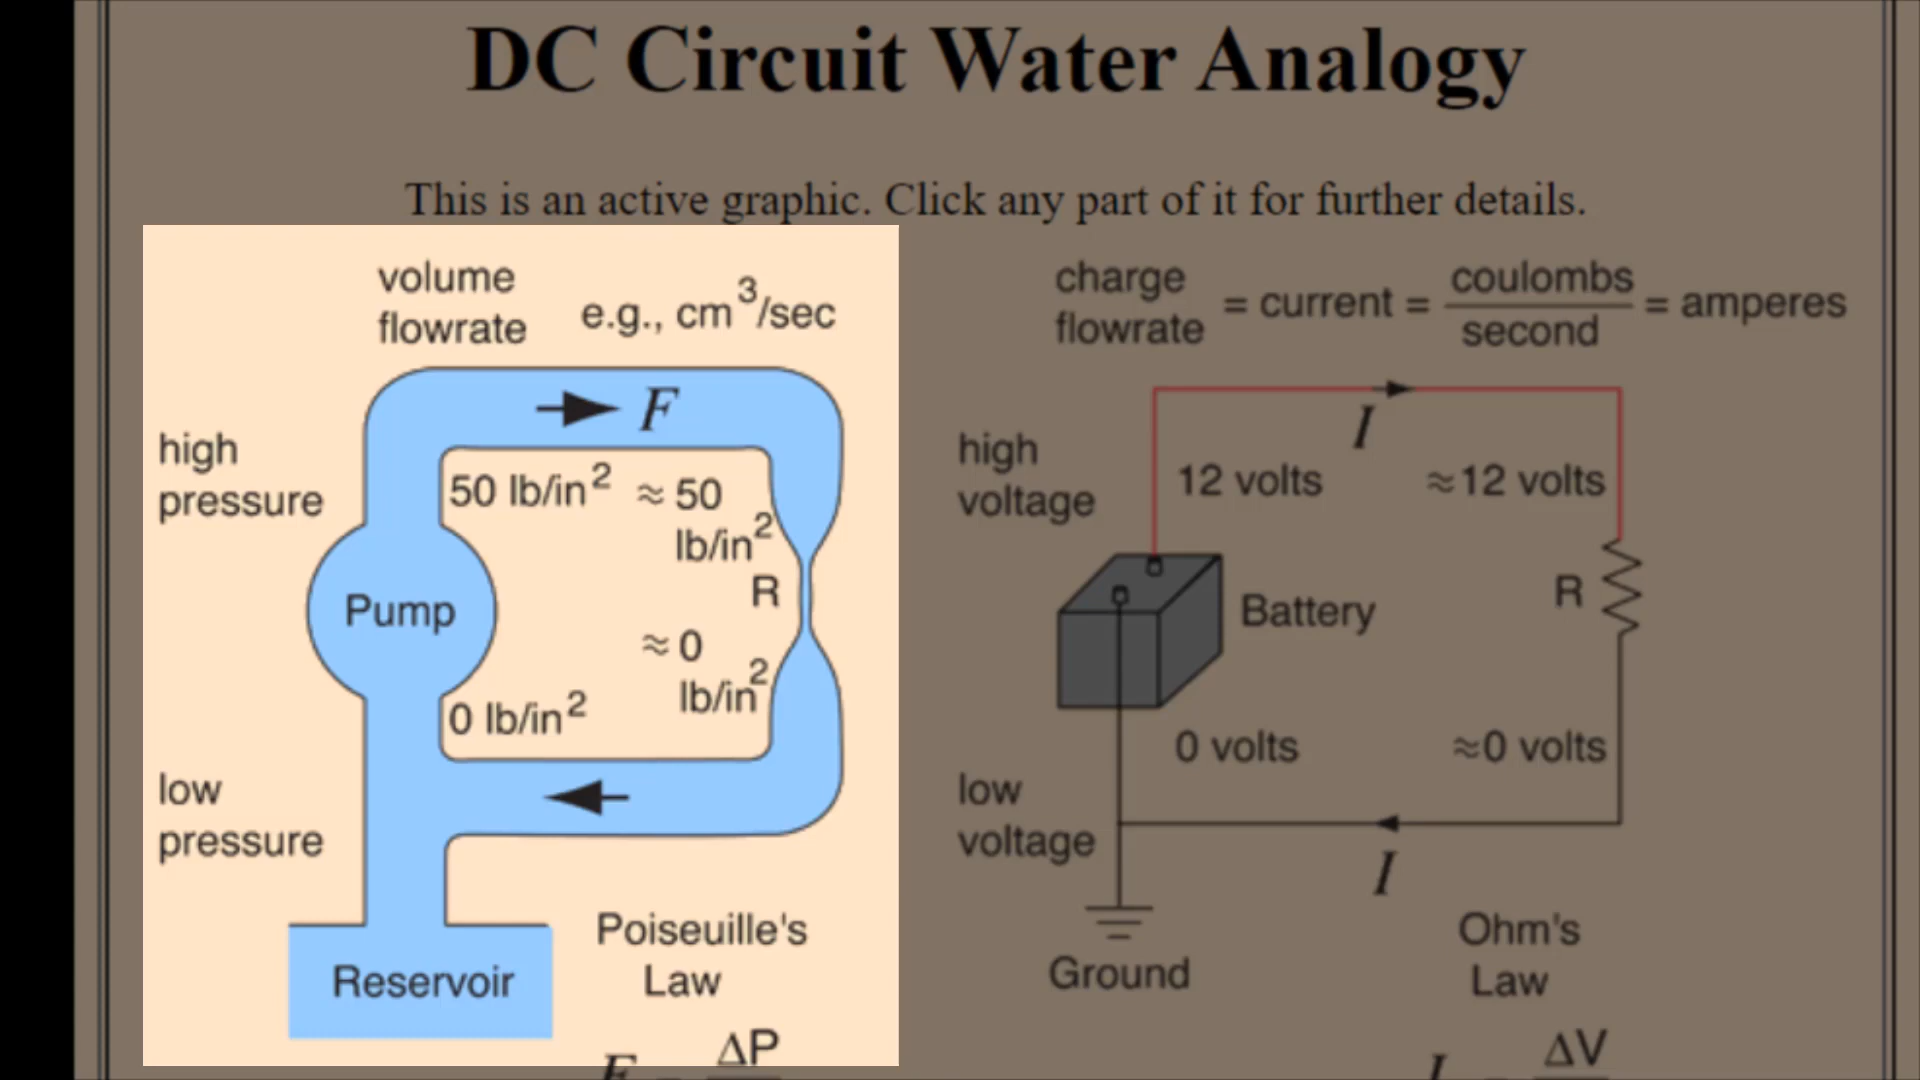 DC Circuit Water Analogy
This is an active graphic. Click any part of it for further details.
volume
flowrate
e.g., cm³/sec
F
high
pressure
50 lb/in²
≈ 50
lb/in²
Pump
R
≈ 0
lb/in²
0 lb/in²
low
pressure
Reservoir
Poiseuille's
Law
ΔP
charge
flowrate
= current =
coulombs
second
= amperes
I
high
voltage
12 volts
≈12 volts
Battery
R
0 volts
≈0 volts
low
voltage
I
Ground
Ohm's
Law
ΔV